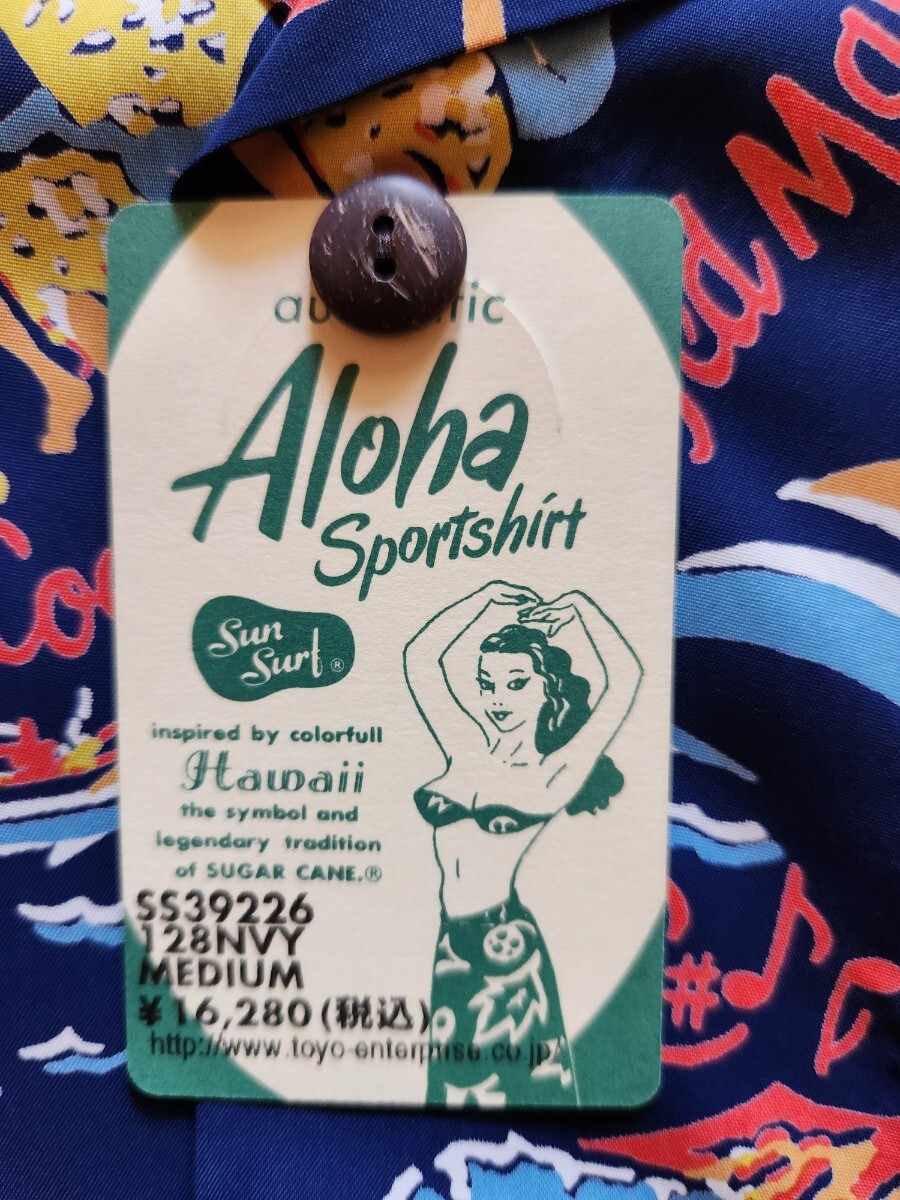 Aloha
Sportshirt
Sun
Surf®
inspired by colorfull
Hawaii
the symbol and
legendary tradition
of SUGAR CANE.®
SS39226
128NVY
MEDIUM
¥16,280(税込)
http://www.toyo-enterprise.co.jp/